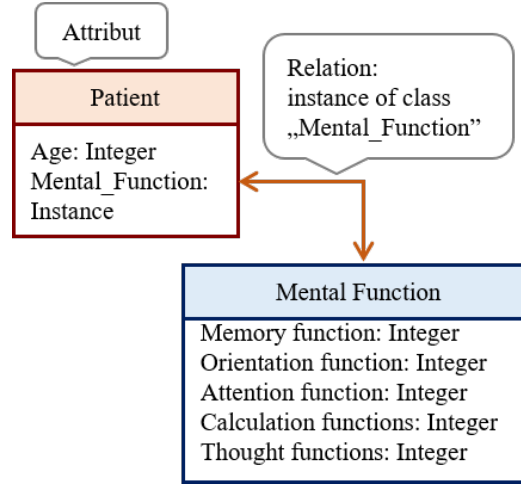 Attribut
Patient
Age: Integer
Mental_Function:
Instance
Relation:
instance of class
„Mental_Function”
Mental Function
Memory function: Integer
Orientation function: Integer
Attention function: Integer
Calculation functions: Integer
Thought functions: Integer